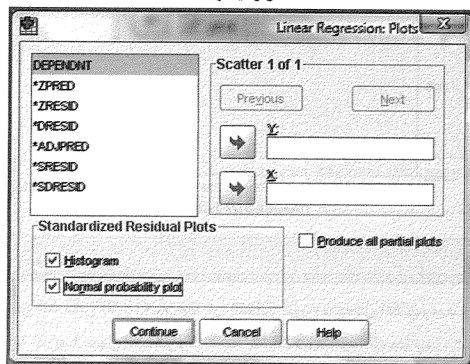 Linear Regression: Plots
DEPENDNT
*ZPRED
*ZRESID
*DRESID
*ADJPRED
*SRESID
*SDRESID
Scatter 1 of 1
Previous
Next
Y:
X:
Standardized Residual Plots
Histogram
Normal probability plot
Produce all partial plots
Continue
Cancel
Help